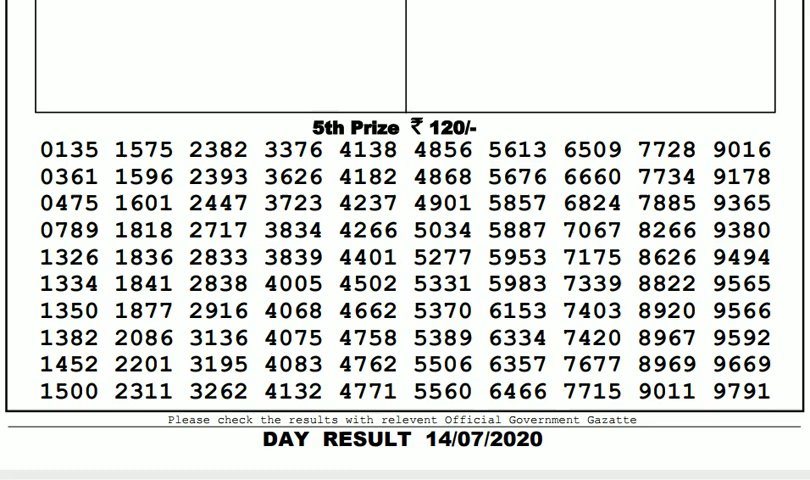 5th Prize ₹ 120/-
0135 1575 2382 3376 4138 4856 5613 6509 7728 9016
0361 1596 2393 3626 4182 4868 5676 6660 7734 9178
0475 1601 2447 3723 4237 4901 5857 6824 7885 9365
0789 1818 2717 3834 4266 5034 5887 7067 8266 9380
1326 1836 2833 3839 4401 5277 5953 7175 8626 9494
1334 1841 2838 4005 4502 5331 5983 7339 8822 9565
1350 1877 2916 4068 4662 5370 6153 7403 8920 9566
1382 2086 3136 4075 4758 5389 6334 7420 8967 9592
1452 2201 3195 4083 4762 5506 6357 7677 8969 9669
1500 2311 3262 4132 4771 5560 6466 7715 9011 9791
Please check the results with relevent Official Government Gazatte
DAY RESULT 14/07/2020